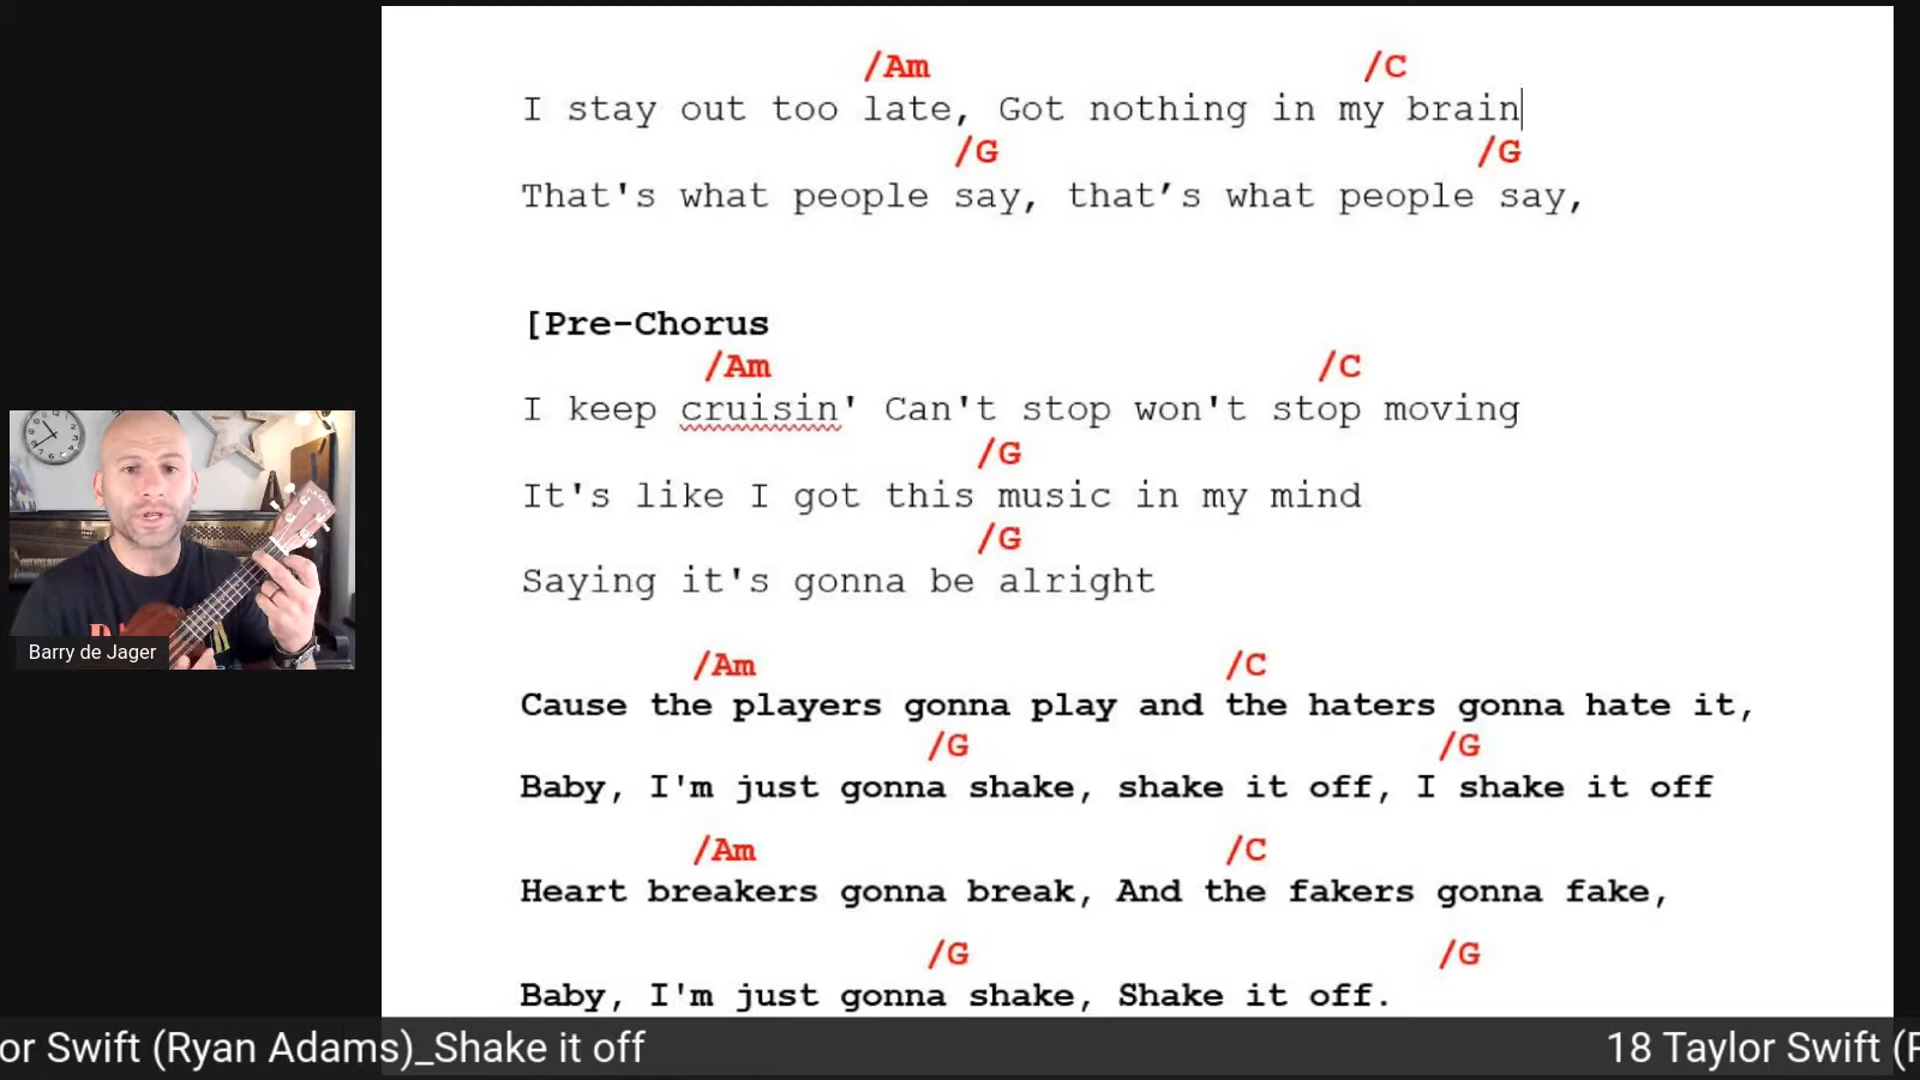 /Am /C
I stay out too late, Got nothing in my brain
/G /G
That's what people say, that’s what people say,
[Pre-Chorus
/Am /C
I keep cruisin' Can't stop won't stop moving
/G
It's like I got this music in my mind
/G
Saying it's gonna be alright
/Am /C
Cause the players gonna play and the haters gonna hate it,
/G /G
Baby, I'm just gonna shake, shake it off, I shake it off
/Am /C
Heart breakers gonna break, And the fakers gonna fake,
/G /G
Baby, I'm just gonna shake, Shake it off.
Barry de Jager
or Swift (Ryan Adams)_Shake it off 18 Taylor Swift (